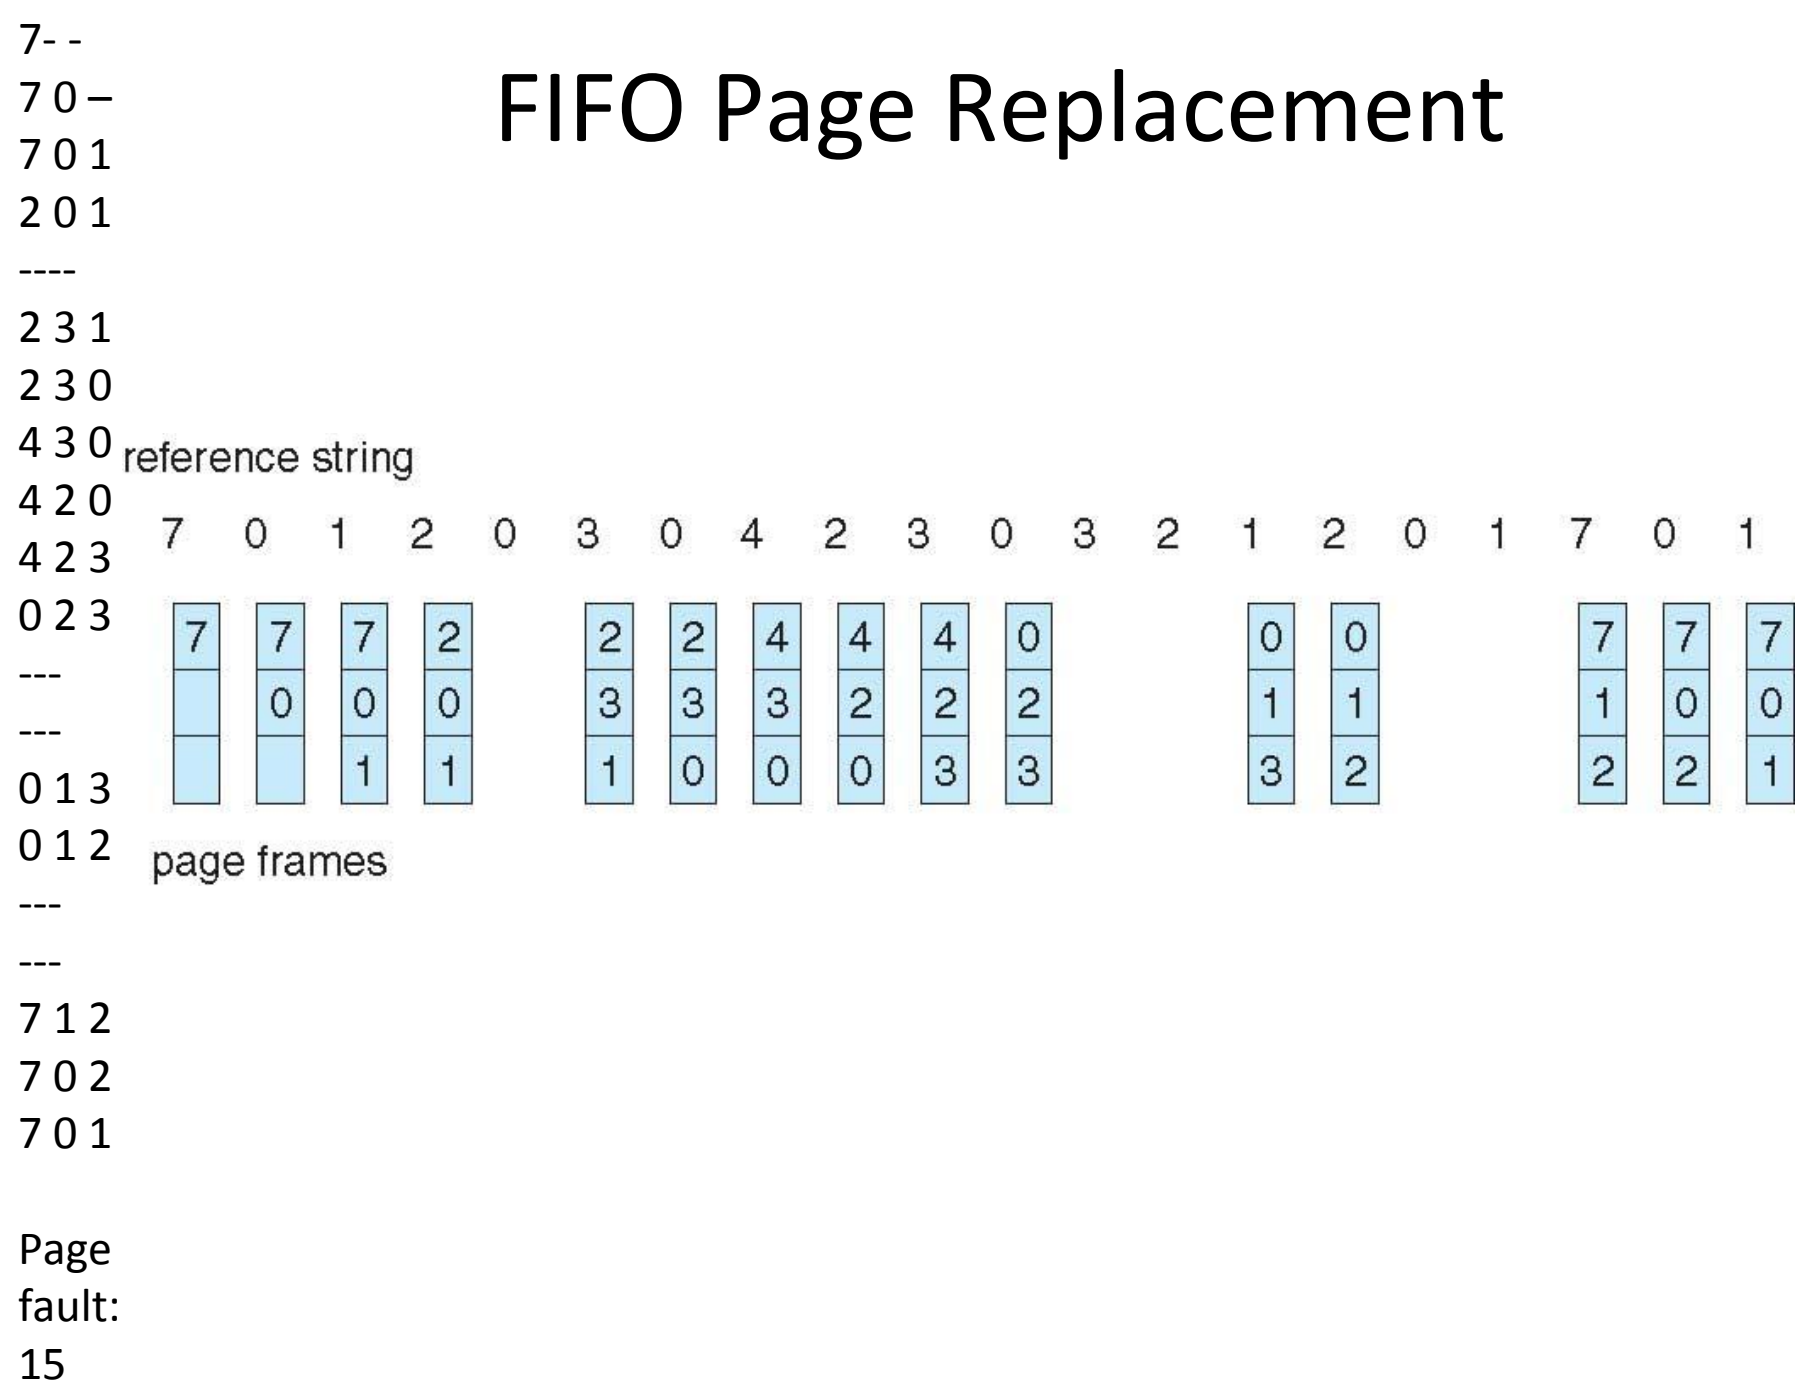 7- -
7 0 –
7 0 1
2 0 1
----
2 3 1
2 3 0
4 3 0
4 2 0
4 2 3
0 2 3
---
---
0 1 3
0 1 2
---
---
7 1 2
7 0 2
7 0 1
Page
fault:
15
FIFO Page Replacement
reference string
7 0 1 2 0 3 0 4 2 3 0 3 2 1 2 0 1 7 0 1
7 7 7 2 2 2 4 4 4 0 0 0 7 7 7
0 0 0 3 3 3 2 2 2 1 1 1 0 0
1 1 1 0 0 0 3 3 3 2 2 2 1
page frames